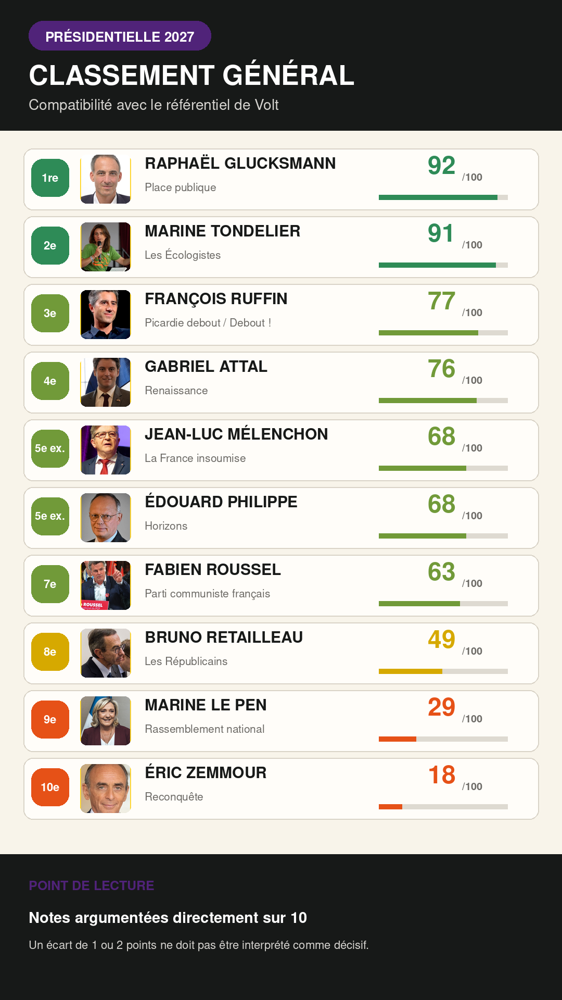 PRÉSIDENTIELLE 2027
CLASSEMENT GÉNÉRAL
Compatibilité avec le référentiel de Volt
1re
RAPHAËL GLUCKSMANN
Place publique
92 /100
2e
MARINE TONDELIER
Les Écologistes
91 /100
3e
FRANÇOIS RUFFIN
Picardie debout / Debout !
77 /100
4e
GABRIEL ATTAL
Renaissance
76 /100
5e ex.
JEAN-LUC MÉLENCHON
La France insoumise
68 /100
5e ex.
ÉDOUARD PHILIPPE
Horizons
68 /100
7e
ROUSSEL
FABIEN ROUSSEL
Parti communiste français
63 /100
8e
BRUNO RETAILLEAU
Les Républicains
49 /100
9e
MARINE LE PEN
Rassemblement national
29 /100
10e
ÉRIC ZEMMOUR
Reconquête
18 /100
POINT DE LECTURE
Notes argumentées directement sur 10
Un écart de 1 ou 2 points ne doit pas être interprété comme décisif.